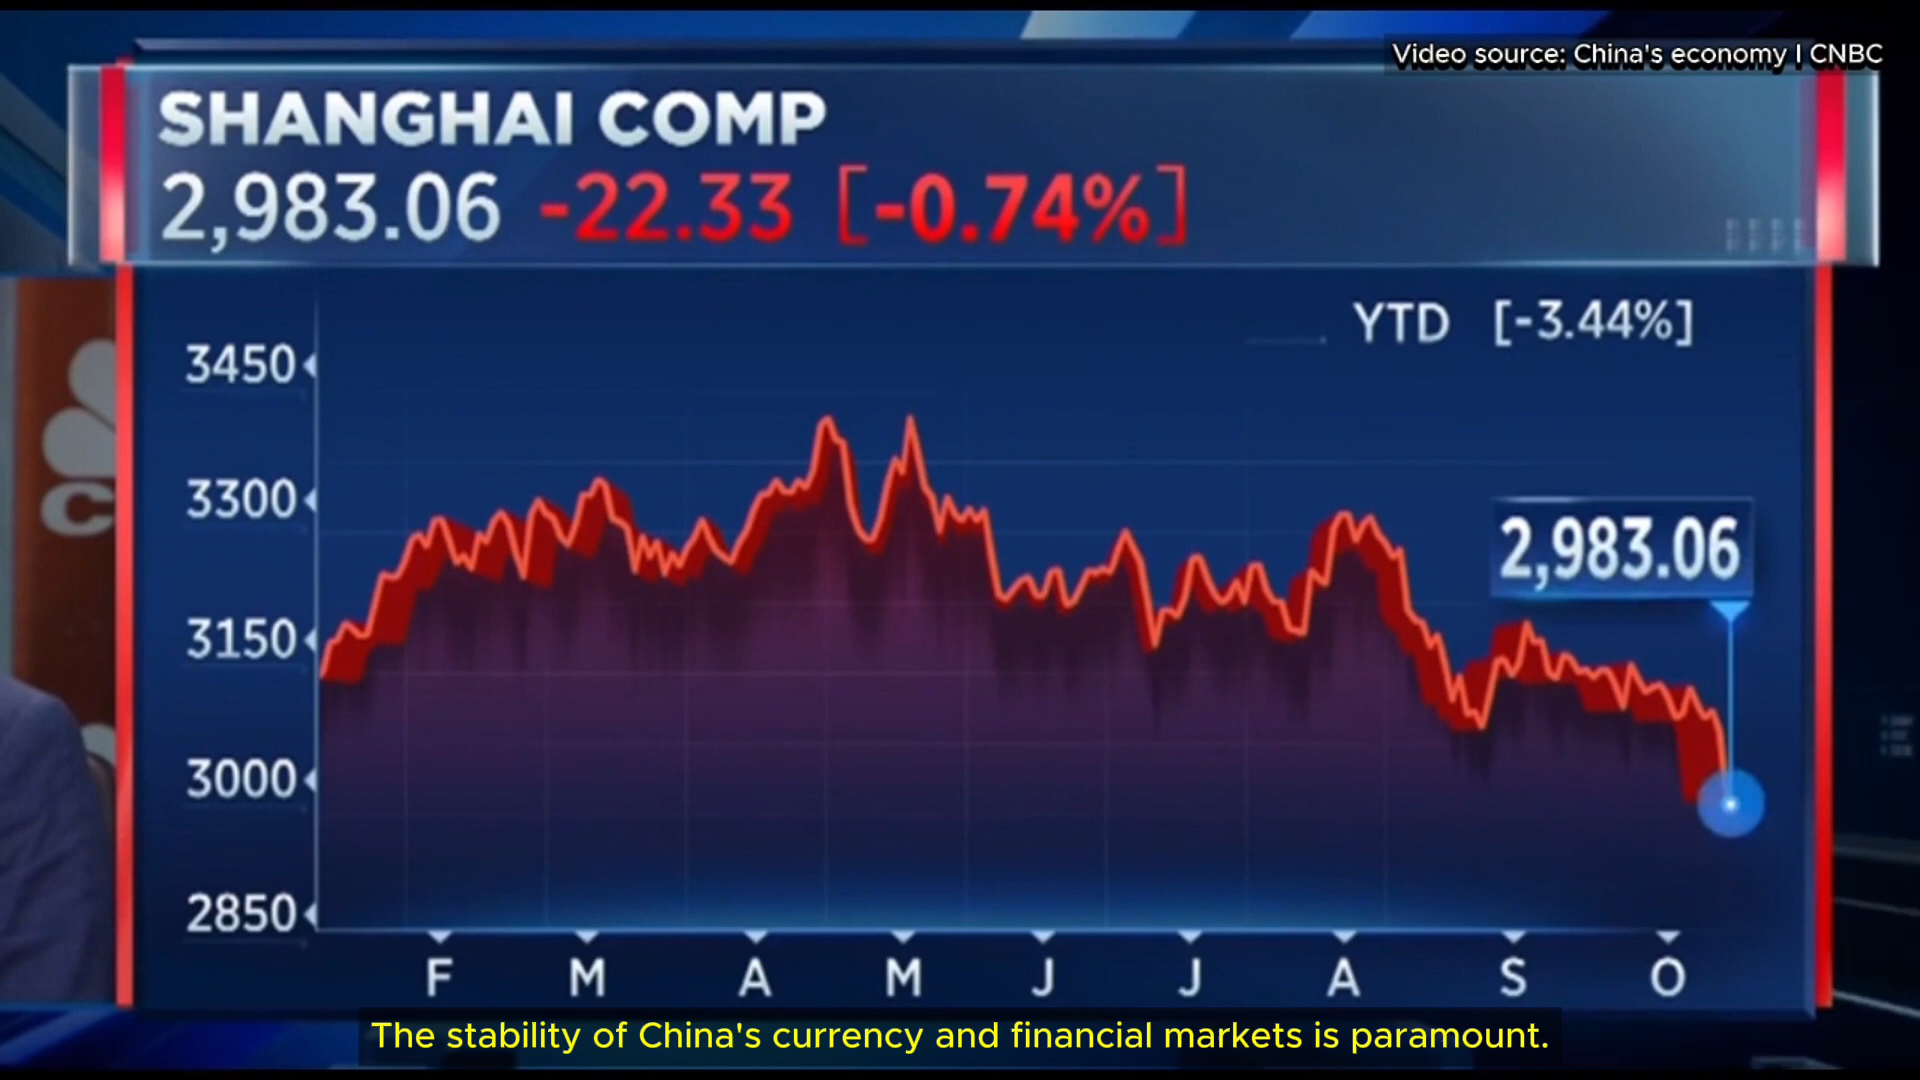 Video source: China's economy I CNBC
SHANGHAI COMP
2,983.06 -22.33 [-0.74%]
YTD [-3.44%]
3450
3300
3150
3000
2850
2,983.06
F M A M J J A S O
C
The stability of China's currency and financial markets is paramount.